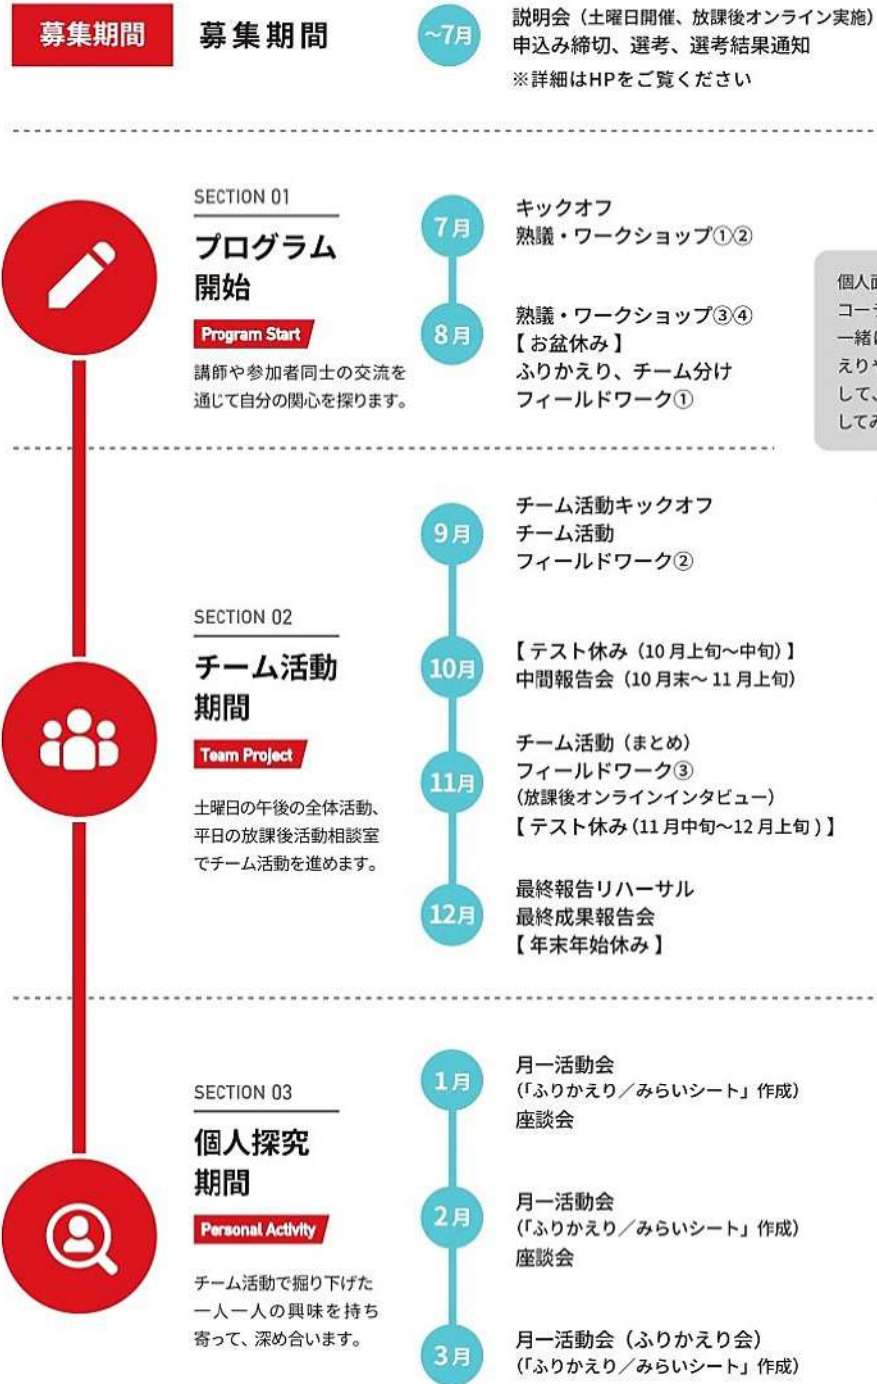 募集期間
募集期間
～7月
説明会（土曜日開催、放課後オンライン実施）
申込み締切、選考、選考結果通知
※詳細はHPをご覧ください
SECTION 01
プログラム
開始
Program Start
講師や参加者同士の交流を
通じて自分の関心を探ります。
7月
キックオフ
熟議・ワークショップ①②
8月
熟議・ワークショップ③④
【お盆休み】
ふりかえり、チーム分け
フィールドワーク①
個人面
コーラ
一緒に
えりや
して、
してみ
SECTION 02
チーム活動
期間
Team Project
土曜日の午後の全体活動、
平日の放課後活動相談室
でチーム活動を進めます。
9月
チーム活動キックオフ
チーム活動
フィールドワーク②
10月
【テスト休み（10月上旬～中旬）】
中間報告会（10月末～11月上旬）
11月
チーム活動（まとめ）
フィールドワーク③
（放課後オンラインインタビュー）
【テスト休み（11月中旬～12月上旬）】
12月
最終報告リハーサル
最終成果報告会
【年末年始休み】
SECTION 03
個人探究
期間
Personal Activity
チーム活動で掘り下げた
一人一人の興味を持ち
寄って、深め合います。
1月
月一活動会
（「ふりかえり／みらいシート」作成）
座談会
2月
月一活動会
（「ふりかえり／みらいシート」作成）
座談会
3月
月一活動会（ふりかえり会）
（「ふりかえり／みらいシート」作成）